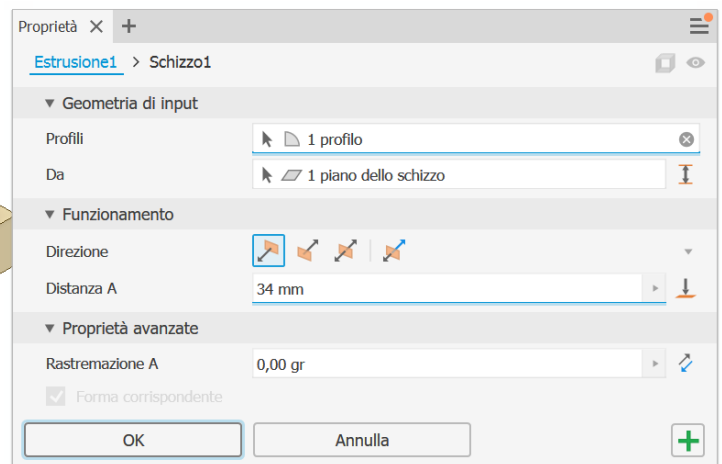 Proprietà
Estrusione1 > Schizzo1
Geometria di input
Profili 1 profilo
Da 1 piano dello schizzo
Funzionamento
Direzione
Distanza A 34 mm
Proprietà avanzate
Rastremazione A 0,00 gr
Forma corrispondente
OK Annulla